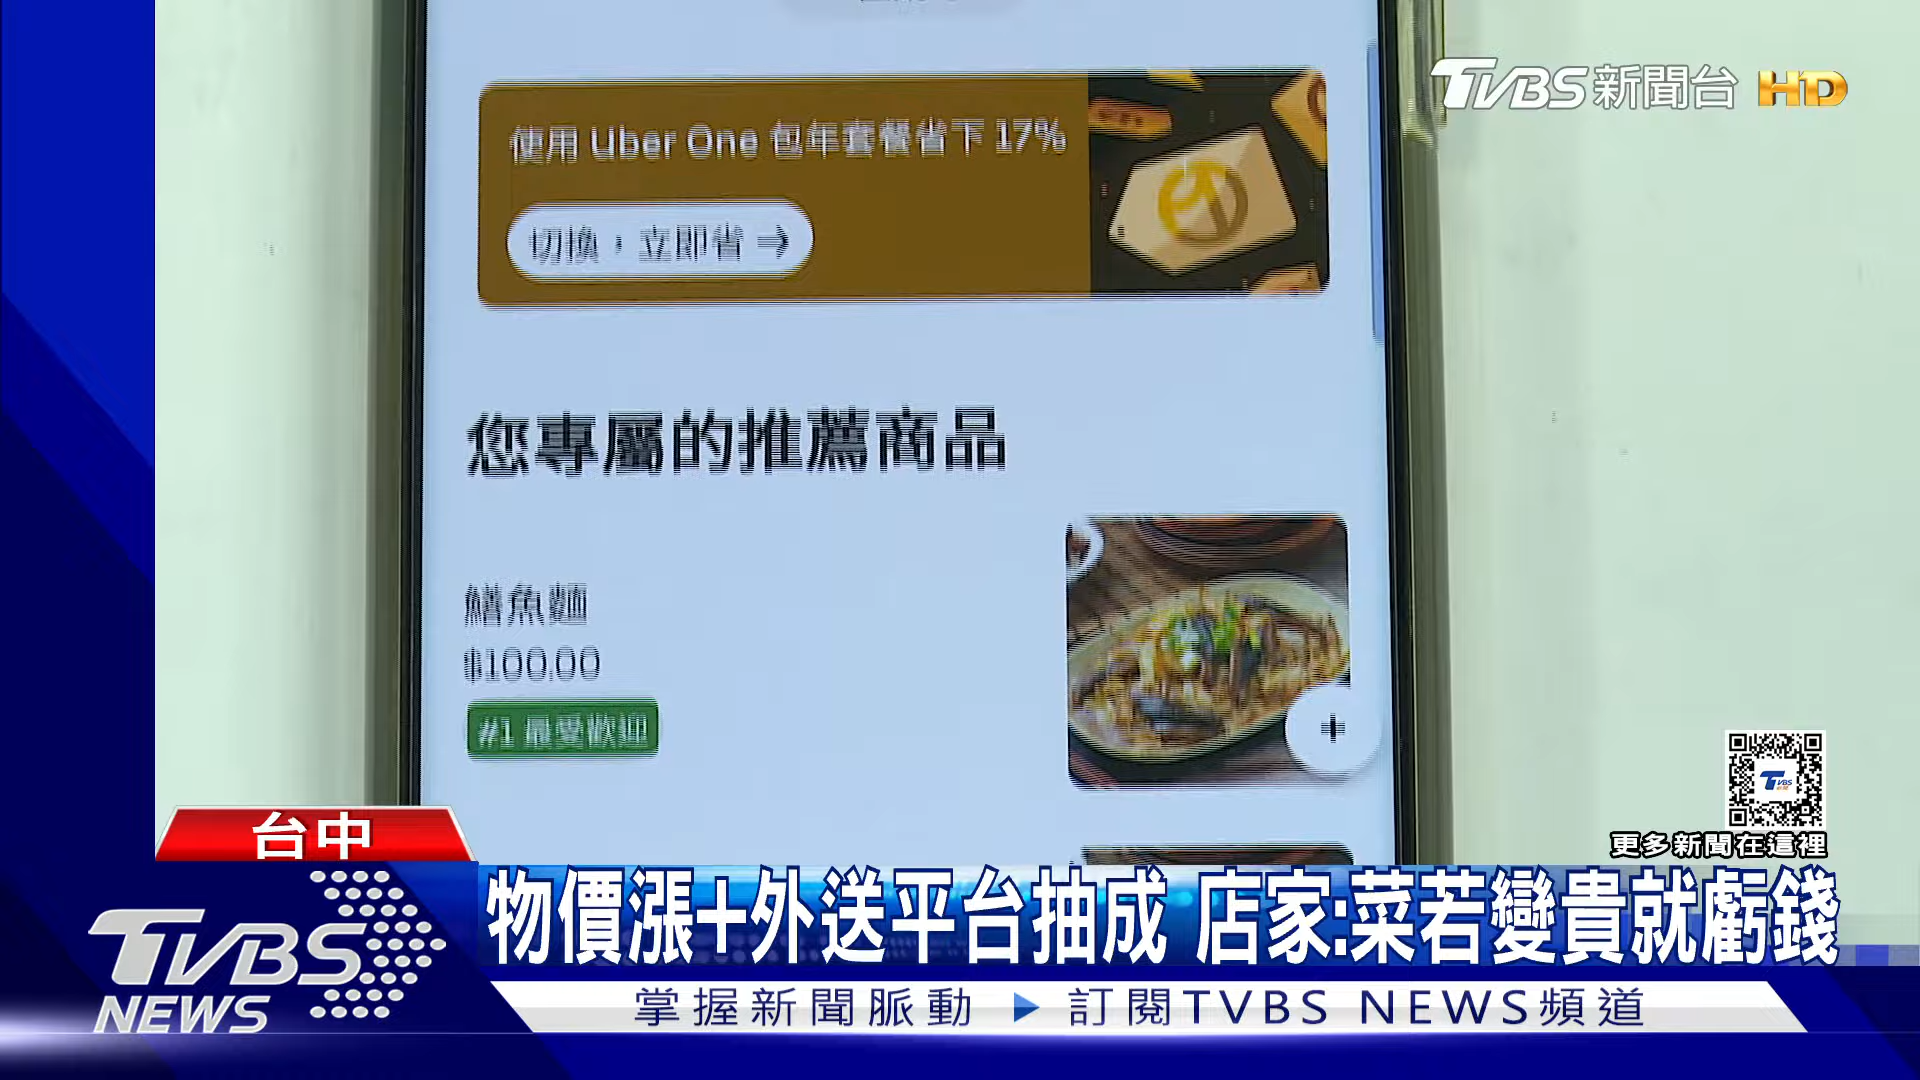 TVBS新聞台 HD
使用 Uber One 包年套餐省下 17%
切換，立即省 →
您專屬的推薦商品
鱔魚麵
$100.00
#1 最受歡迎
+
TVBS
新聞
更多新聞在這裡
台中
物價漲+外送平台抽成 店家:菜若變貴就虧錢
TVBS
NEWS
掌握新聞脈動 ▶ 訂閱TVBS NEWS頻道